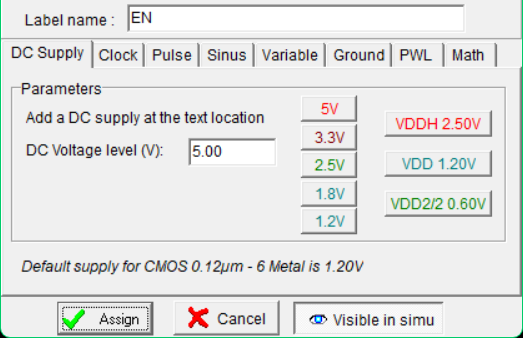 Label name : EN
DC Supply Clock Pulse Sinus Variable Ground PWL Math
Parameters
Add a DC supply at the text location
DC Voltage level (V): 5.00
5V
3.3V
2.5V
1.8V
1.2V
VDDH 2.50V
VDD 1.20V
VDD2/2 0.60V
Default supply for CMOS 0.12µm - 6 Metal is 1.20V
Assign Cancel Visible in simu